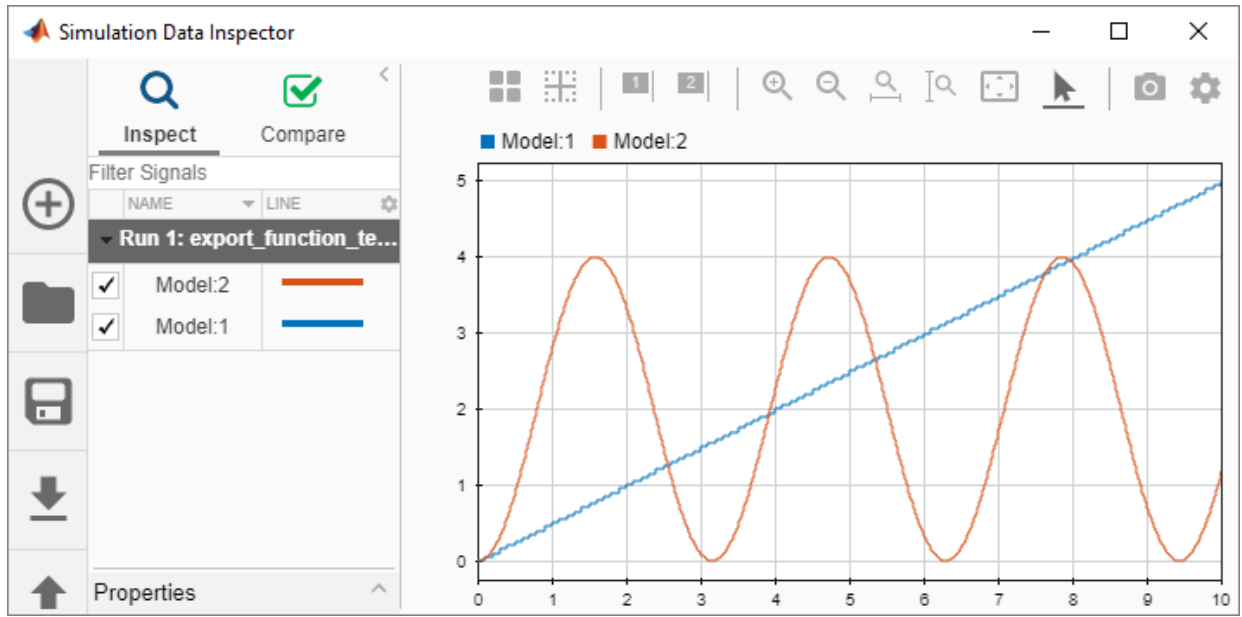 Simulation Data Inspector
Inspect Compare
Filter Signals
NAME LINE
Run 1: export_function_te...
Model:2
Model:1
Properties
1 2
Model:1 Model:2
5
4
3
2
1
0
0 1 2 3 4 5 6 7 8 9 10